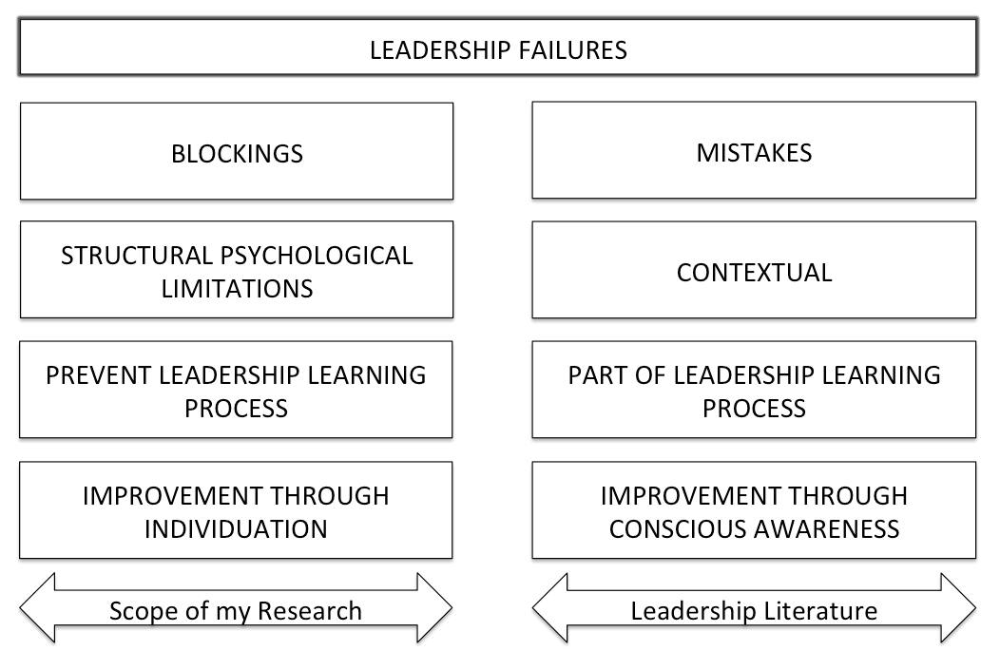 LEADERSHIP FAILURES
BLOCKINGS
MISTAKES
STRUCTURAL PSYCHOLOGICAL
LIMITATIONS
CONTEXTUAL
PREVENT LEADERSHIP LEARNING
PROCESS
PART OF LEADERSHIP LEARNING
PROCESS
IMPROVEMENT THROUGH
INDIVIDUATION
IMPROVEMENT THROUGH
CONSCIOUS AWARENESS
Scope of my Research
Leadership Literature